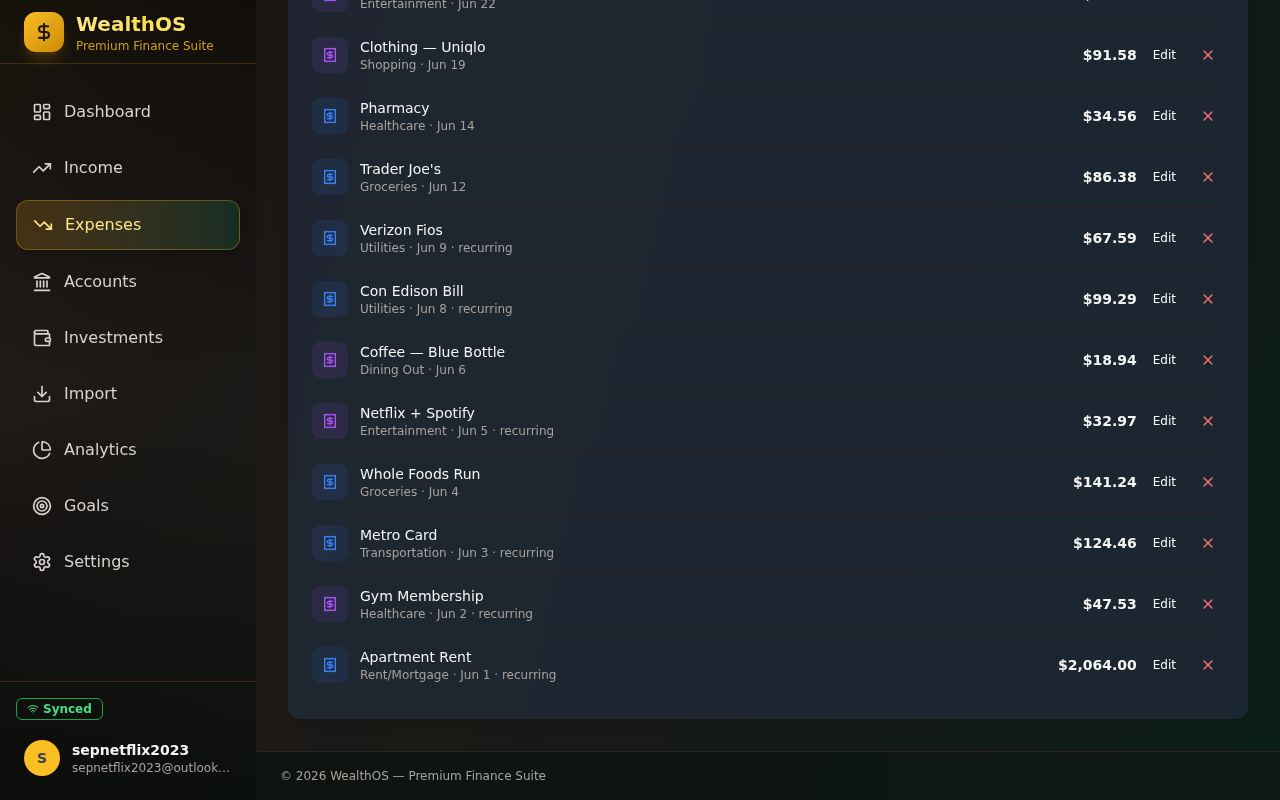 WealthOS
Premium Finance Suite
Dashboard
Income
Expenses
Accounts
Investments
Import
Analytics
Goals
Settings
Synced
S
sepnetflix2023
sepnetflix2023@outlook...
Entertainment · Jun 22
Clothing — Uniqlo
Shopping · Jun 19
$91.58 Edit
Pharmacy
Healthcare · Jun 14
$34.56 Edit
Trader Joe's
Groceries · Jun 12
$86.38 Edit
Verizon Fios
Utilities · Jun 9 · recurring
$67.59 Edit
Con Edison Bill
Utilities · Jun 8 · recurring
$99.29 Edit
Coffee — Blue Bottle
Dining Out · Jun 6
$18.94 Edit
Netflix + Spotify
Entertainment · Jun 5 · recurring
$32.97 Edit
Whole Foods Run
Groceries · Jun 4
$141.24 Edit
Metro Card
Transportation · Jun 3 · recurring
$124.46 Edit
Gym Membership
Healthcare · Jun 2 · recurring
$47.53 Edit
Apartment Rent
Rent/Mortgage · Jun 1 · recurring
$2,064.00 Edit
© 2026 WealthOS — Premium Finance Suite